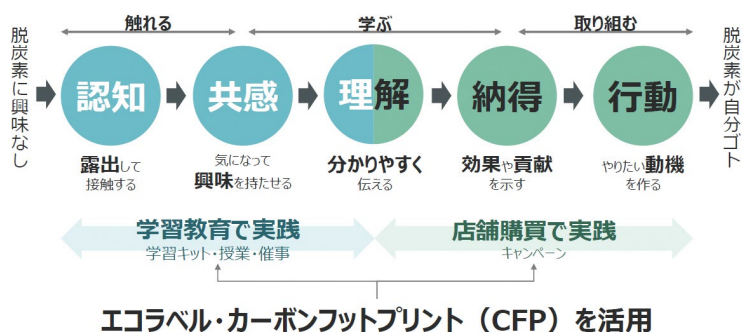 触れる
学ぶ
取り組む
脱炭素に興味なし
認知
共感
理解
納得
行動
脱炭素が自分ゴト
露出して
接触する
気になって
興味を持たせる
分かりやすく
伝える
効果や貢献
を示す
やりたい動機
を作る
学習教育で実践
学習キット・授業・催事
店舗購買で実践
キャンペーン
エコラベル・カーボンフットプリント（CFP）を活用